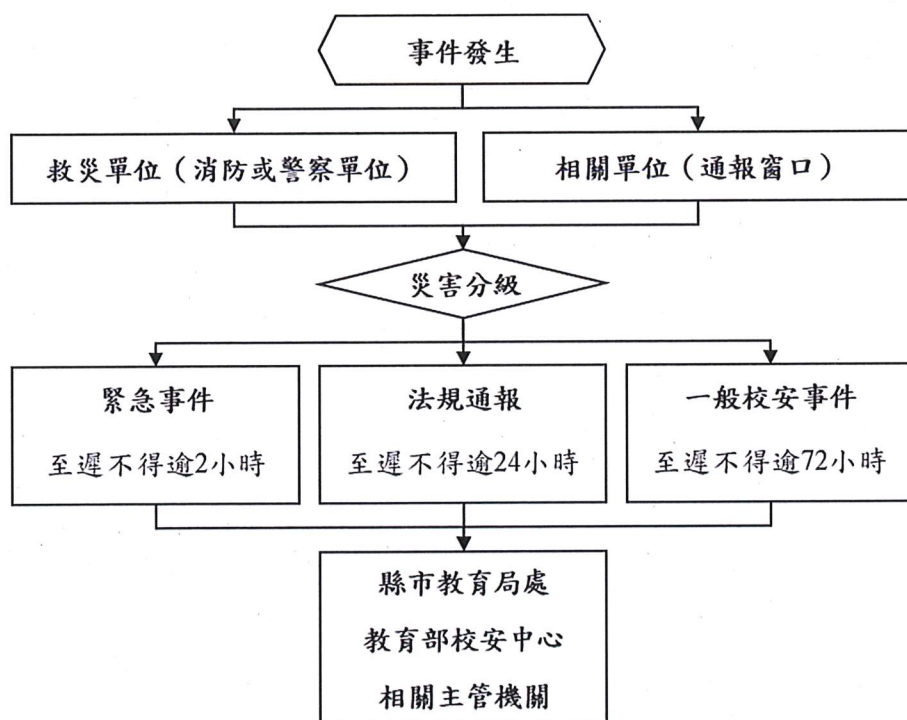 事件發生
救災單位（消防或警察單位）
相關單位（通報窗口）
災害分級
緊急事件
至遲不得逾2小時
法規通報
至遲不得逾24小時
一般校安事件
至遲不得逾72小時
縣市教育局處
教育部校安中心
相關主管機關